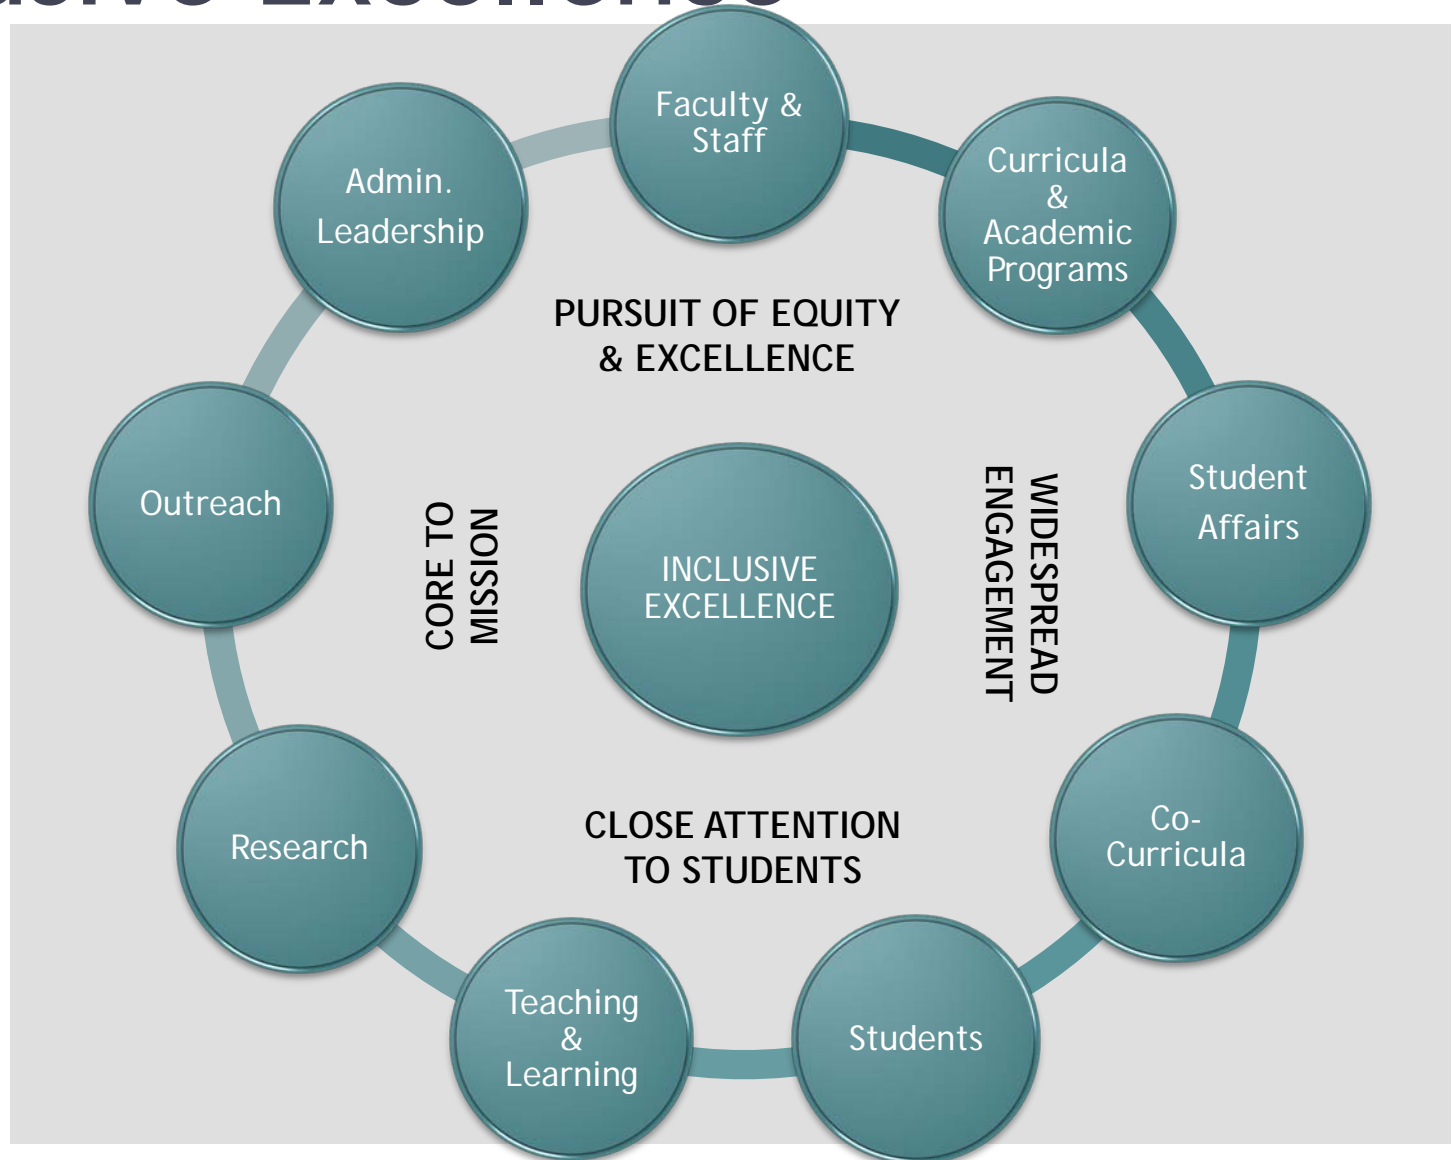 Excellence
Faculty &
Staff
Curricula
&
Academic
Programs
Student
Affairs
Co-
Curricula
Students
Teaching
&
Learning
Research
Outreach
Admin.
Leadership
PURSUIT OF EQUITY
& EXCELLENCE
WIDESPREAD
ENGAGEMENT
CLOSE ATTENTION
TO STUDENTS
CORE TO
MISSION
INCLUSIVE
EXCELLENCE